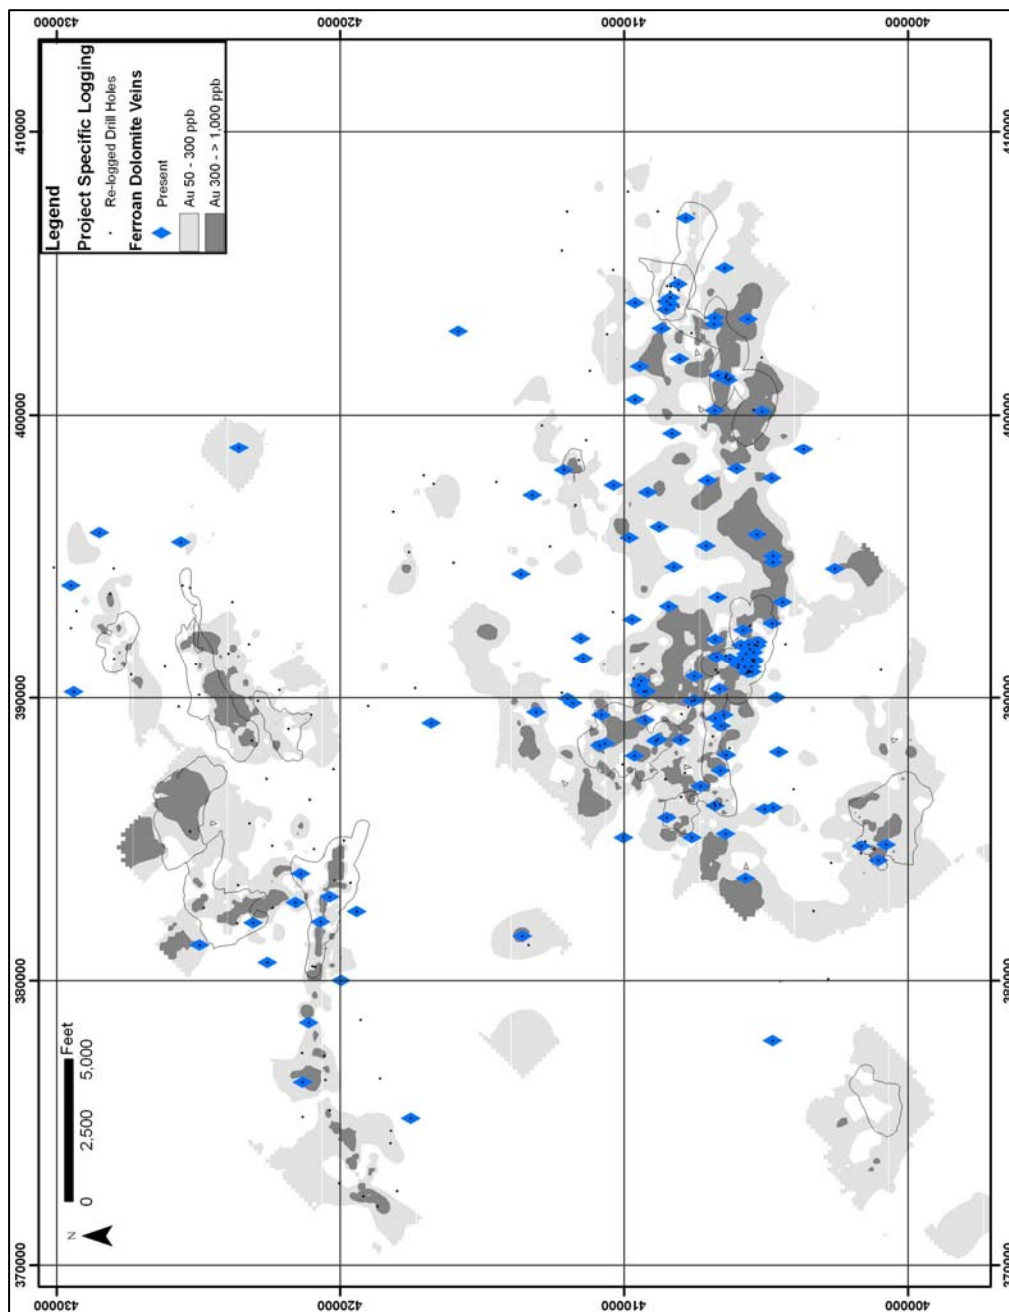 430000
420000
410000
400000
Legend
Project Specific Logging
Re-logged Drill Holes
Ferroan Dolomite Veins
Present
Au 50 - 300 ppb
Au 300 - > 1,000 ppb
410000
410000
400000
400000
390000
390000
380000
380000
370000
370000
Feet
0 2,500 5,000
N
430000
420000
410000
400000